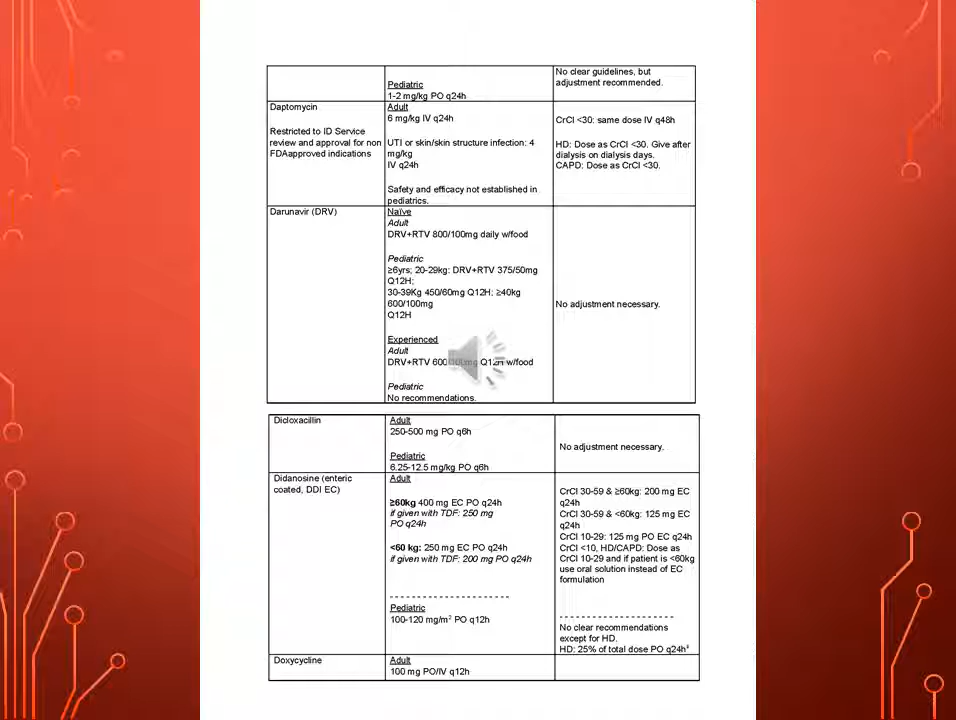 No clear guidelines, but
adjustment recommended.
Pediatric
1-2 mg/kg PO q24h
Daptomycin
Restricted to ID Service
review and approval for non
FDAapproved indications
Adult
6 mg/kg IV q24h
UTI or skin/skin structure infection: 4
mg/kg
IV q24h
Safety and efficacy not established in
pediatrics.
CrCl <30: same dose IV q48h
HD: Dose as CrCl <30. Give after
dialysis on dialysis days.
CAPD: Dose as CrCl <30.
Darunavir (DRV)
Naïve
Adult
DRV+RTV 800/100mg daily w/food
Pediatric
≥6yrs; 20-29kg: DRV+RTV 375/50mg
Q12H;
30-39Kg 450/60mg Q12H; ≥40kg
600/100mg
Q12H
Experienced
Adult
DRV+RTV Q12H w/food
Pediatric
No recommendations.
No adjustment necessary.
Dicloxacillin
Adult
250-500 mg PO q6h
Pediatric
6.25-12.5 mg/kg PO q6h
No adjustment necessary.
Didanosine (enteric
coated, DDI EC)
Adult
≥60kg 400 mg EC PO q24h
if given with TDF: 250 mg
PO q24h
<60 kg: 250 mg EC PO q24h
if given with TDF: 200 mg PO q24h
- - - - - - - - - - - - - - - - - - - - - -
Pediatric
100-120 mg/m² PO q12h
CrCl 30-59 & ≥60kg: 200 mg EC
q24h
CrCl 30-59 & <60kg: 125 mg EC
q24h
CrCl 10-29: 125 mg PO EC q24h
CrCl <10, HD/CAPD: Dose as
CrCl 10-29 and if patient is <60kg
use oral solution instead of EC
formulation
- - - - - - - - - - - - - - - - - - - - -
No clear recommendations
except for HD.
HD: 25% of total dose PO q24h
Doxycycline
Adult
100 mg PO/IV q12h